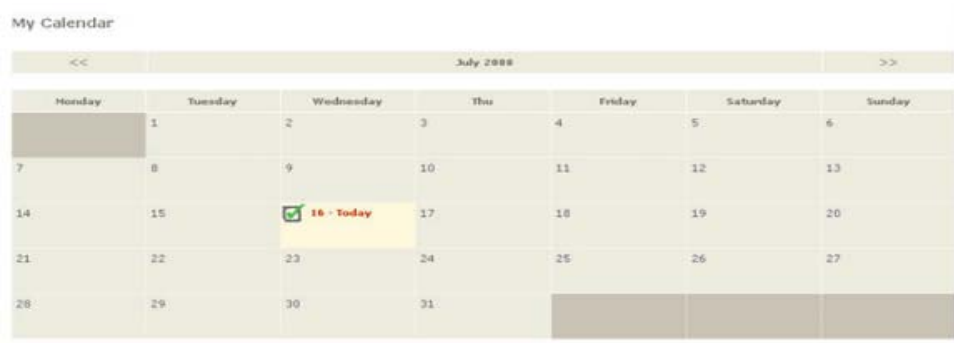 My Calendar
<< July 2008 >>
Monday Tuesday Wednesday Thu Friday Saturday Sunday
1 2 3 4 5 6
7 8 9 10 11 12 13
14 15 16 - Today 17 18 19 20
21 22 23 24 25 26 27
28 29 30 31